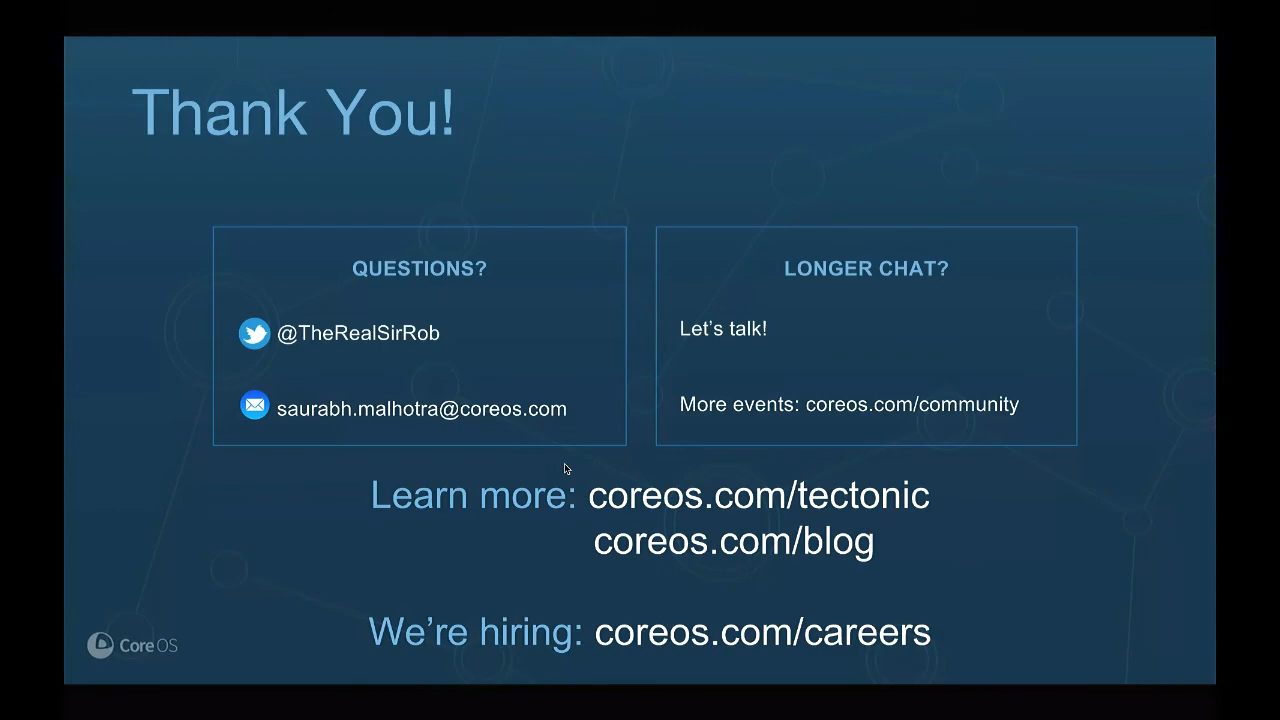 Thank You!
QUESTIONS?
@TheRealSirRob
saurabh.malhotra@coreos.com
LONGER CHAT?
Let’s talk!
More events: coreos.com/community
Learn more: coreos.com/tectonic
coreos.com/blog
We’re hiring: coreos.com/careers
CoreOS